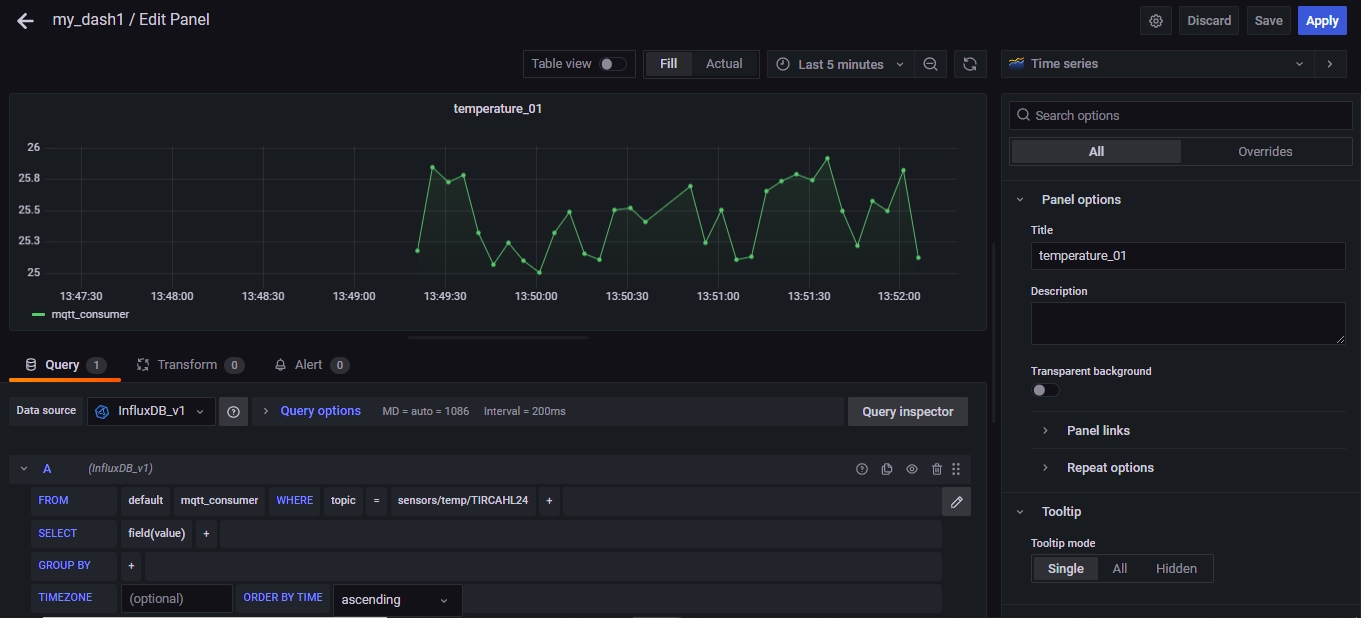 my_dash1 / Edit Panel
Discard
Save
Apply
Table view
Fill
Actual
Last 5 minutes
Time series
temperature_01
26
25.8
25.5
25.3
25
13:47:30 13:48:00 13:48:30 13:49:00 13:49:30 13:50:00 13:50:30 13:51:00 13:51:30 13:52:00
mqtt_consumer
Search options
All
Overrides
Panel options
Title
temperature_01
Description
Transparent background
Panel links
Repeat options
Tooltip
Tooltip mode
Single All Hidden
Query 1
Transform 0
Alert 0
Data source InfluxDB_v1
Query options MD = auto = 1086 Interval = 200ms
Query inspector
A (InfluxDB_v1)
FROM default mqtt_consumer WHERE topic = sensors/temp/TIRCAHL24 +
SELECT field(value) +
GROUP BY +
TIMEZONE (optional) ORDER BY TIME ascending